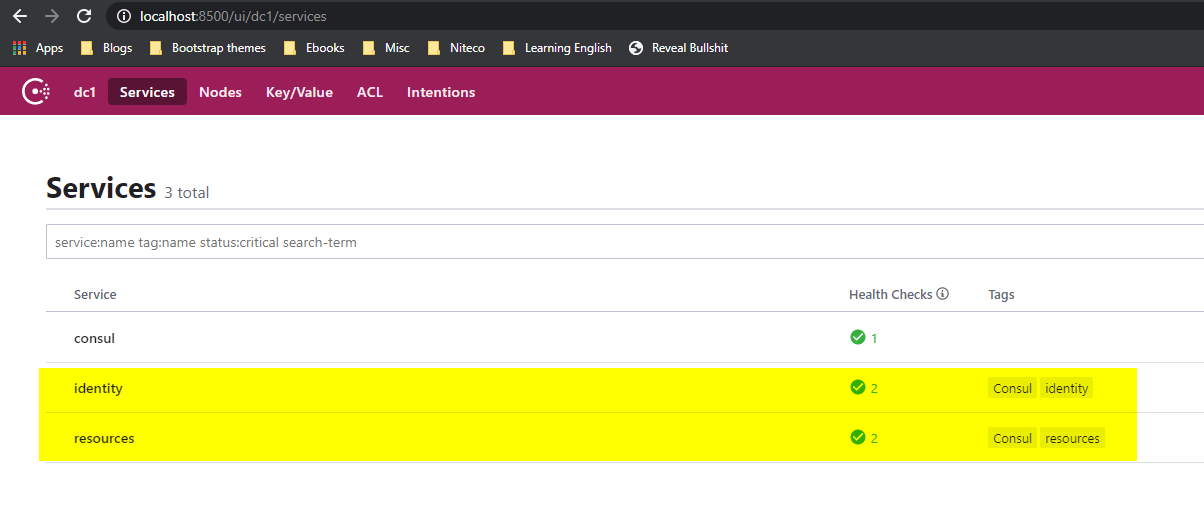 localhost:8500/ui/dc1/services
Apps Blogs Bootstrap themes Ebooks Misc Niteco Learning English Reveal Bullshit
dc1 Services Nodes Key/Value ACL Intentions
Services 3 total
service:name tag:name status:critical search-term
Service Health Checks Tags
consul 1
identity 2 Consul identity
resources 2 Consul resources